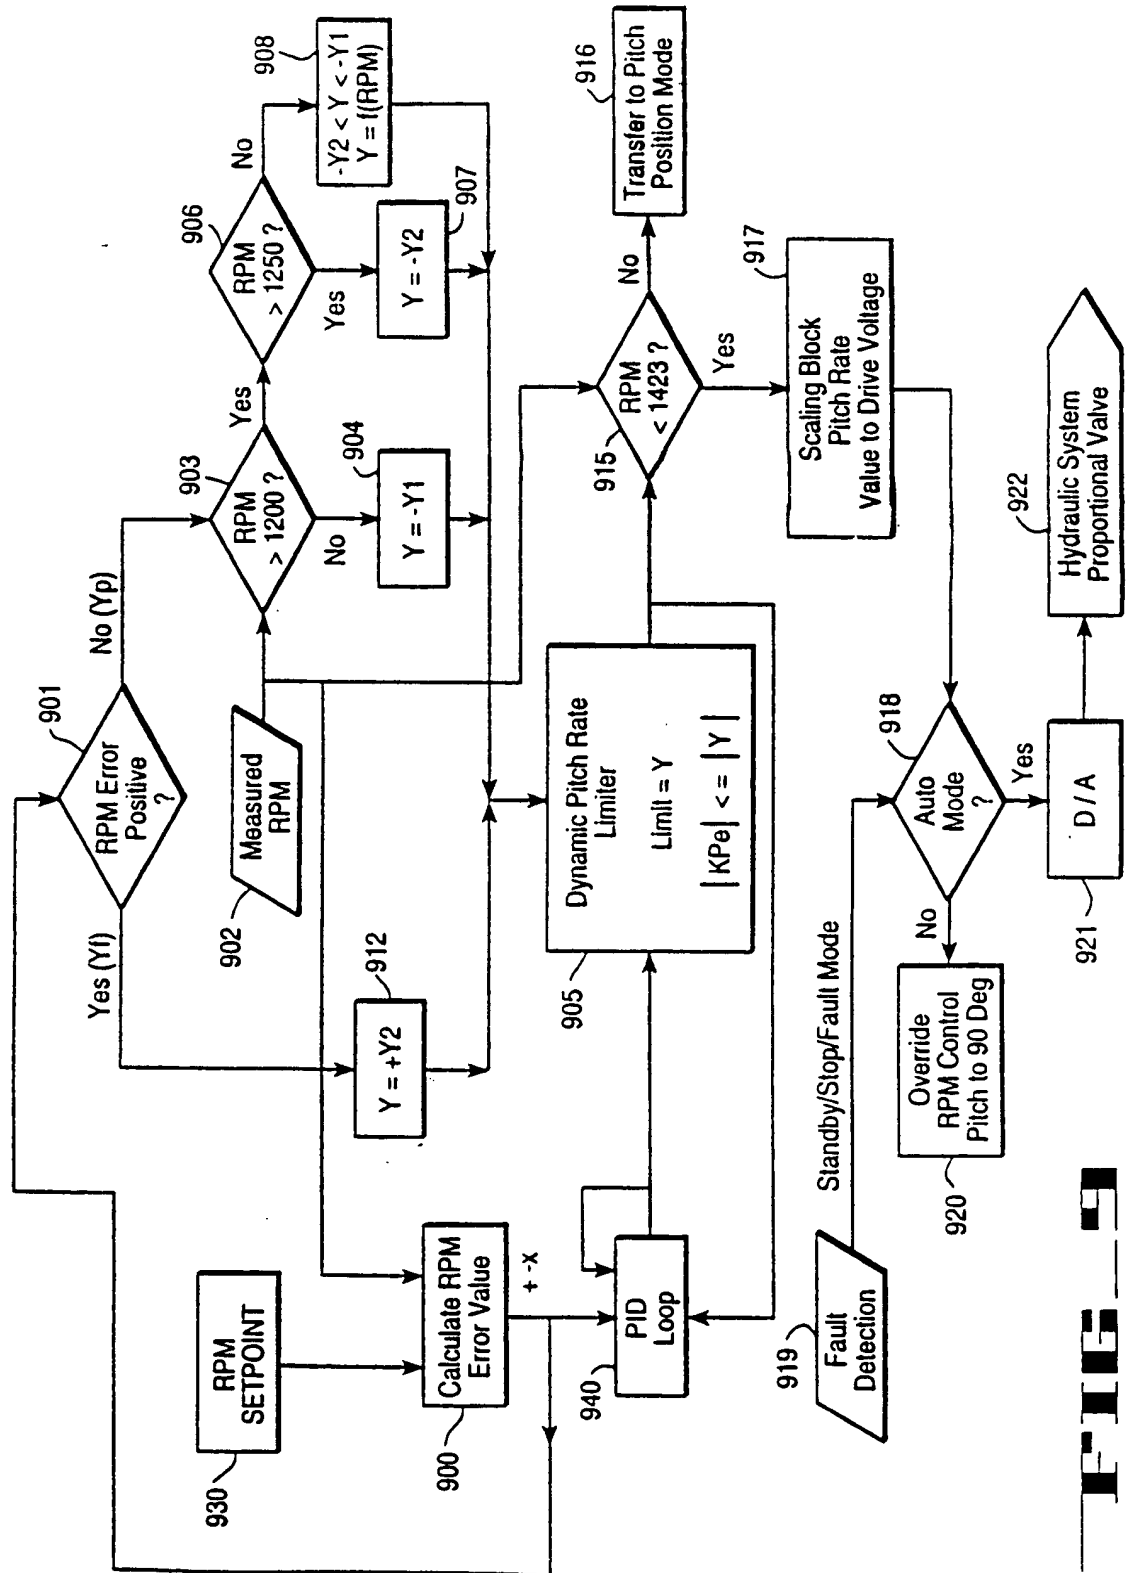 901
RPM Error
Positive
?
Yes (Yf)
No (Yp)
930
RPM
SETPOINT
902
Measured
RPM
903
RPM
> 1200 ?
Yes
No
906
RPM
> 1250 ?
No
Yes
908
-Y2 < Y < -Y1
Y = f(RPM)
904
Y = -Y1
907
Y = -Y2
912
Y = +Y2
900
Calculate RPM
Error Value
+ -x
940
PID
Loop
905
Dynamic Pitch Rate
Limiter
Limit = Y
|KPe| <= |Y|
915
RPM
< 1423 ?
No
Yes
916
Transfer to Pitch
Position Mode
917
Scaling Block
Pitch Rate
Value to Drive Voltage
919
Fault
Detection
Standby/Stop/Fault Mode
918
Auto
Mode
?
No
Yes
920
Override
RPM Control
Pitch to 90 Deg
921
D / A
922
Hydraulic System
Proportional Valve
FIG. 9